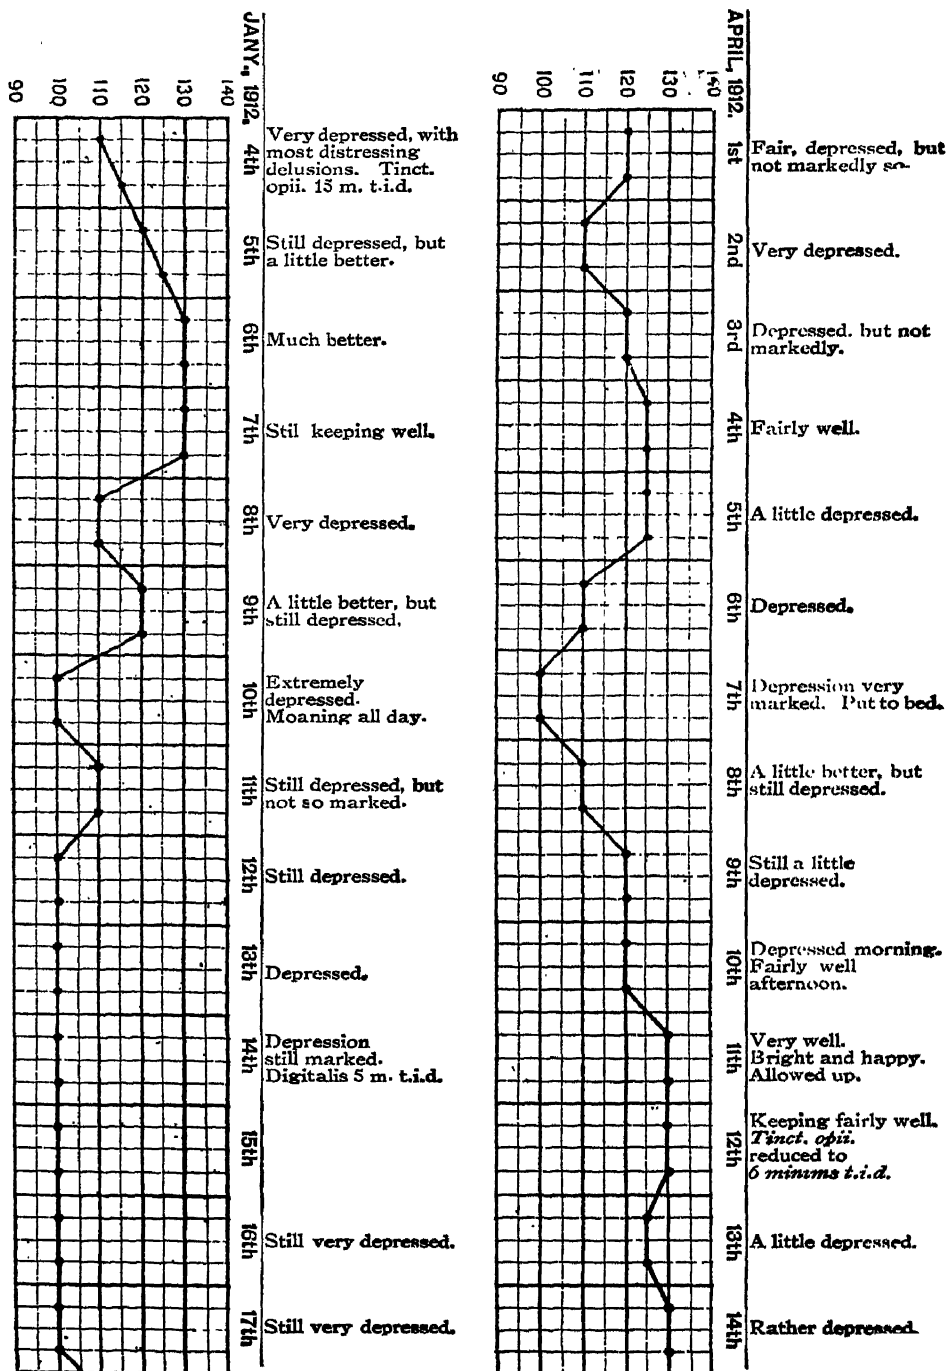 JANY., 1912.
90 100 110 120 130 140
4th
Very depressed, with
most distressing
delusions. Tinct.
opii. 15 m. t.i.d.
5th
Still depressed, but
a little better.
6th
Much better.
7th
Stil keeping well.
8th
Very depressed.
9th
A little better, but
still depressed.
10th
Extremely
depressed.
Moaning all day.
11th
Still depressed, but
not so marked.
12th
Still depressed.
13th
Depressed.
14th
Depression
still marked.
Digitalis 5 m. t.i.d.
15th
16th
Still very depressed.
17th
Still very depressed.
APRIL, 1912.
90 100 110 120 130 140
1st
Fair, depressed, but
not markedly so.
2nd
Very depressed.
3rd
Depressed. but not
markedly.
4th
Fairly well.
5th
A little depressed.
6th
Depressed.
7th
Depression very
marked. Put to bed.
8th
A little better, but
still depressed.
9th
Still a little
depressed.
10th
Depressed morning.
Fairly well
afternoon.
11th
Very well.
Bright and happy.
Allowed up.
12th
Keeping fairly well.
Tinct. opii.
reduced to
6 minims t.i.d.
13th
A little depressed.
14th
Rather depressed.